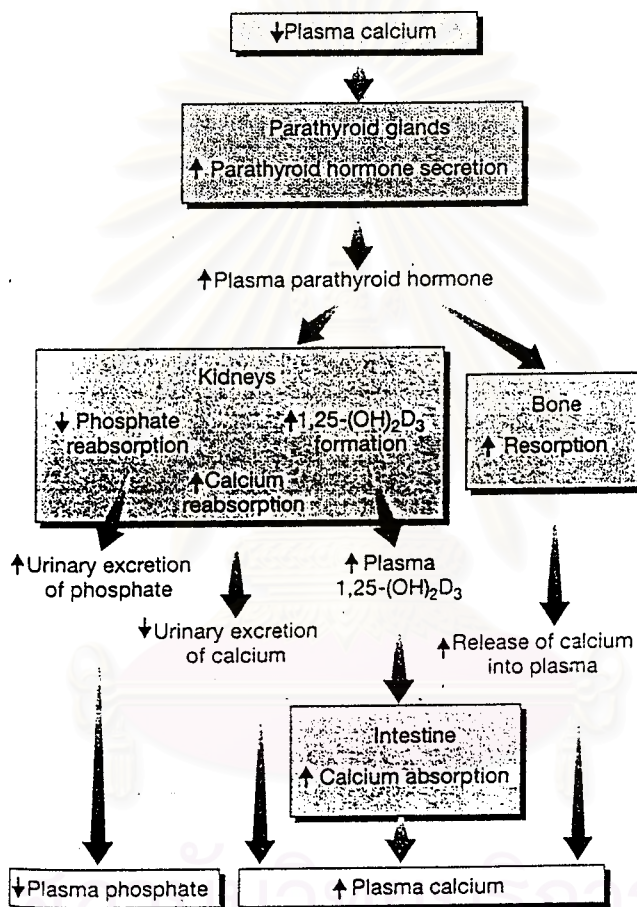 ↓Plasma calcium
Parathyroid glands
↑ Parathyroid hormone secretion
↑Plasma parathyroid hormone
Kidneys
↓ Phosphate
reabsorption
↑1,25-(OH)₂D₃
formation
↑Calcium
reabsorption
Bone
↑ Resorption
↑Urinary excretion
of phosphate
↓Urinary excretion
of calcium
↑ Plasma
1,25-(OH)₂D₃
↑Release of calcium
into plasma
Intestine
↑ Calcium absorption
↓Plasma phosphate
↑ Plasma calcium